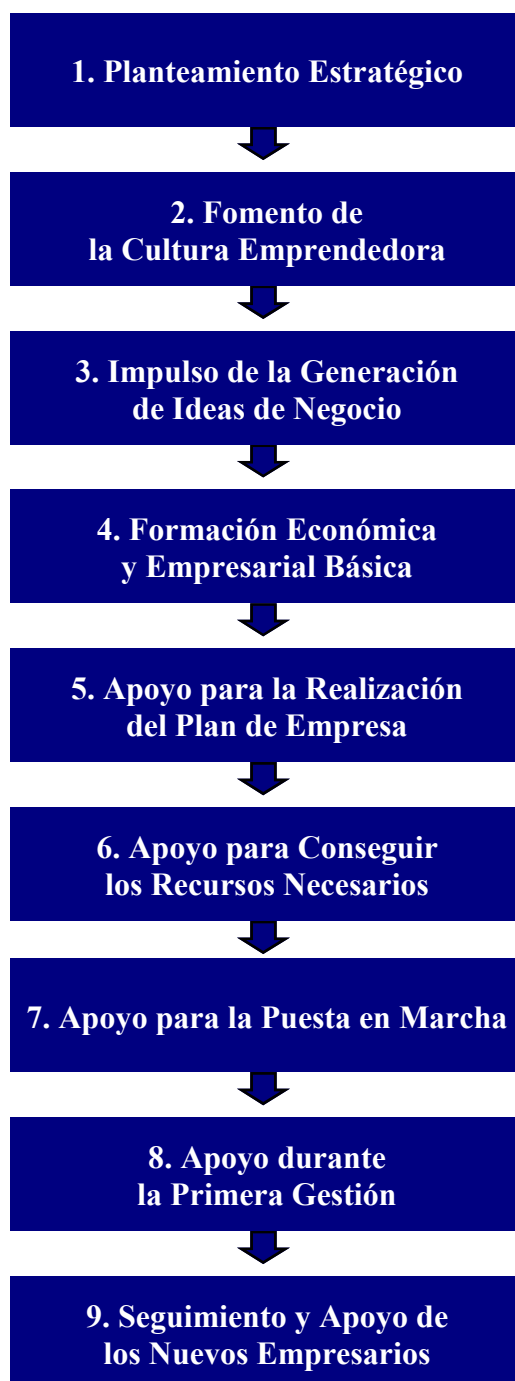 1. Planteamiento Estratégico
2. Fomento de
la Cultura Emprendedora
3. Impulso de la Generación
de Ideas de Negocio
4. Formación Económica
y Empresarial Básica
5. Apoyo para la Realización
del Plan de Empresa
6. Apoyo para Conseguir
los Recursos Necesarios
7. Apoyo para la Puesta en Marcha
8. Apoyo durante
la Primera Gestión
9. Seguimiento y Apoyo de
los Nuevos Empresarios